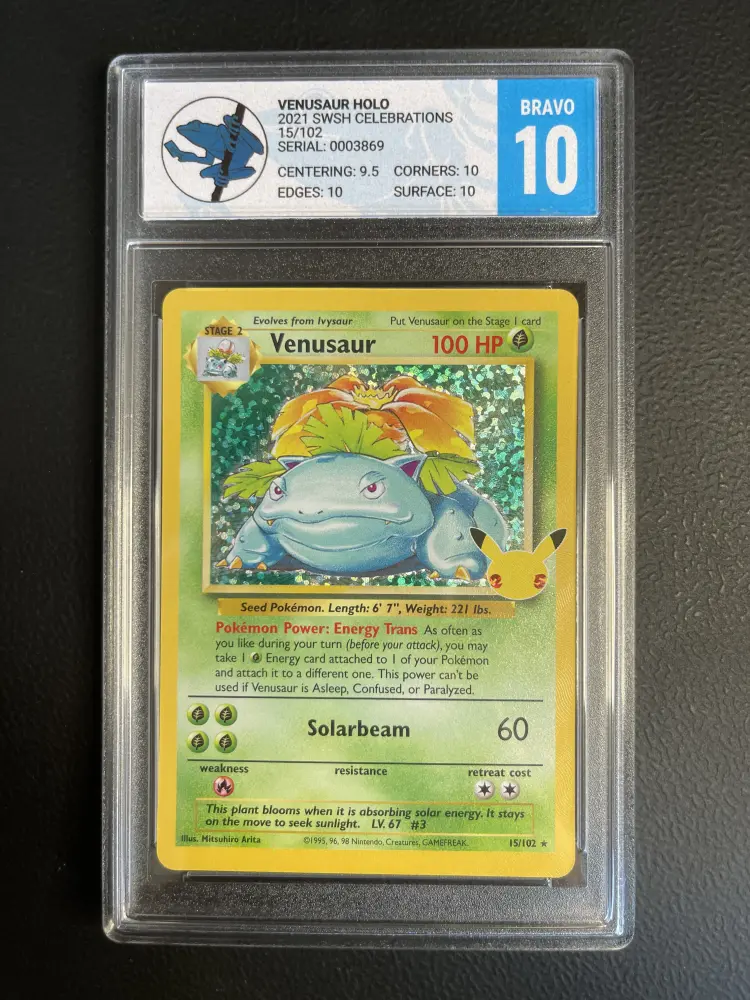 VENUSAUR HOLO
2021 SWSH CELEBRATIONS
15/102
SERIAL: 0003869
CENTERING: 9.5 CORNERS: 10
EDGES: 10 SURFACE: 10
BRAVO
10
Evolves from Ivysaur Put Venusaur on the Stage 1 card
STAGE 2
Venusaur 100 HP
25
Seed Pokémon. Length: 6' 7", Weight: 221 lbs.
Pokémon Power: Energy Trans As often as
you like during your turn (before your attack), you may
take 1 Energy card attached to 1 of your Pokémon
and attach it to a different one. This power can't be
used if Venusaur is Asleep, Confused, or Paralyzed.
Solarbeam 60
weakness resistance retreat cost
This plant blooms when it is absorbing solar energy. It stays
on the move to seek sunlight. LV. 67 #3
Illus. Mitsuhiro Arita ©1995, 96, 98 Nintendo, Creatures, GAMEFREAK. 15/102 ★